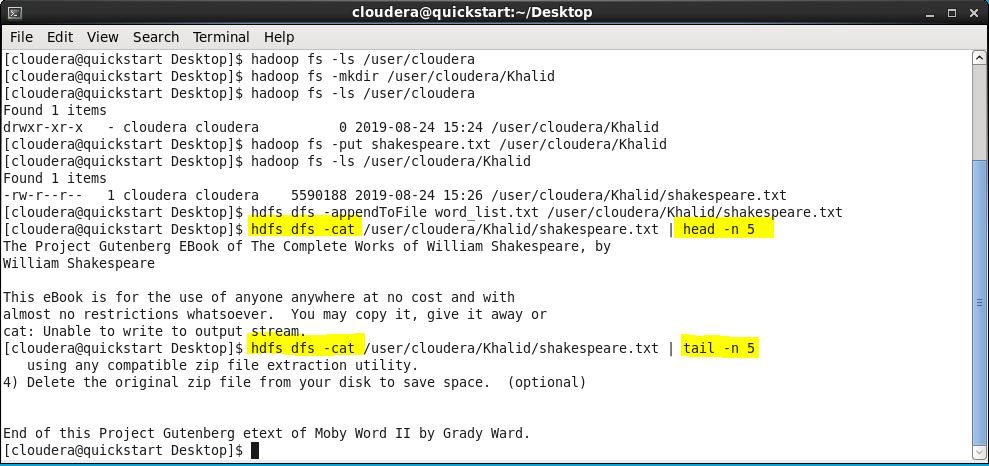 cloudera@quickstart:~/Desktop
File Edit View Search Terminal Help
[cloudera@quickstart Desktop]$ hadoop fs -ls /user/cloudera
[cloudera@quickstart Desktop]$ hadoop fs -mkdir /user/cloudera/Khalid
[cloudera@quickstart Desktop]$ hadoop fs -ls /user/cloudera
Found 1 items
drwxr-xr-x   - cloudera cloudera          0 2019-08-24 15:24 /user/cloudera/Khalid
[cloudera@quickstart Desktop]$ hadoop fs -put shakespeare.txt /user/cloudera/Khalid
[cloudera@quickstart Desktop]$ hadoop fs -ls /user/cloudera/Khalid
Found 1 items
-rw-r--r--   1 cloudera cloudera    5590188 2019-08-24 15:26 /user/cloudera/Khalid/shakespeare.txt
[cloudera@quickstart Desktop]$ hdfs dfs -appendToFile word_list.txt /user/cloudera/Khalid/shakespeare.txt
[cloudera@quickstart Desktop]$ hdfs dfs -cat /user/cloudera/Khalid/shakespeare.txt | head -n 5
The Project Gutenberg EBook of The Complete Works of William Shakespeare, by
William Shakespeare

This eBook is for the use of anyone anywhere at no cost and with
almost no restrictions whatsoever.  You may copy it, give it away or
cat: Unable to write to output stream.
[cloudera@quickstart Desktop]$ hdfs dfs -cat /user/cloudera/Khalid/shakespeare.txt | tail -n 5
   using any compatible zip file extraction utility.
4) Delete the original zip file from your disk to save space.  (optional)


End of this Project Gutenberg etext of Moby Word II by Grady Ward.
[cloudera@quickstart Desktop]$